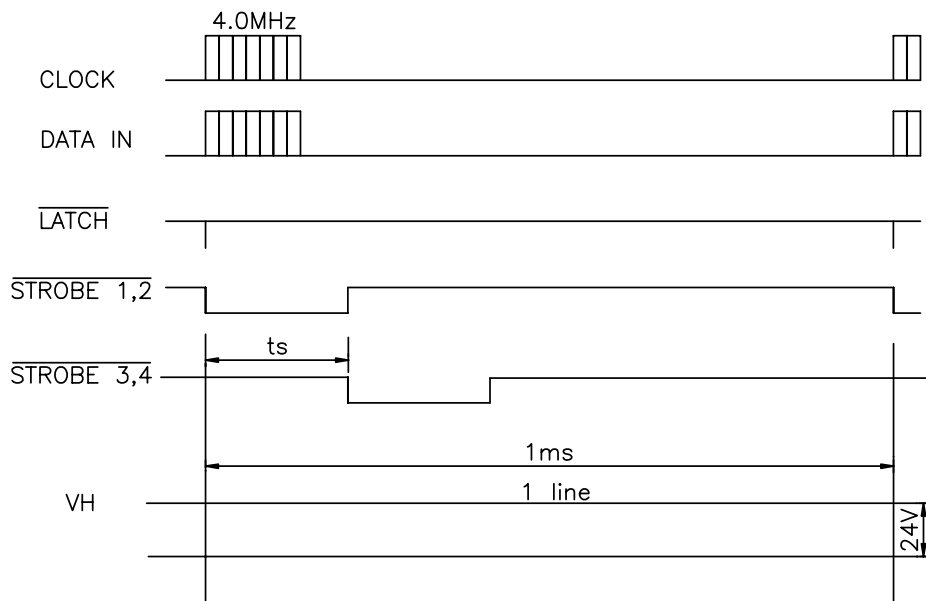 4.0MHz
CLOCK
DATA IN
LATCH
STROBE 1,2
ts
STROBE 3,4
1ms
1 line
VH
24V